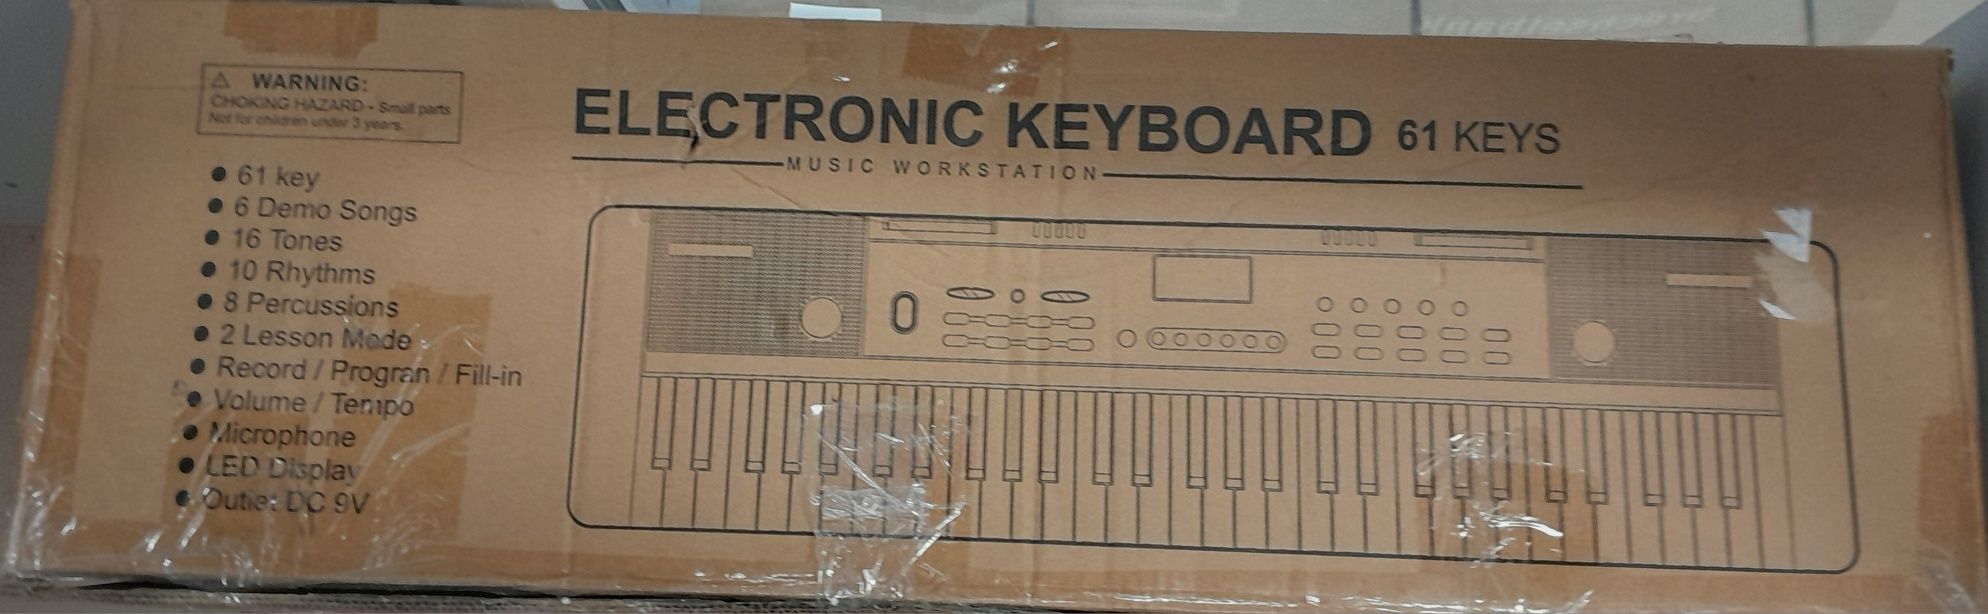 ⚠ WARNING:
CHOKING HAZARD - Small parts
Not for children under 3 years.
ELECTRONIC KEYBOARD 61 KEYS
MUSIC WORKSTATION
● 61 key
● 6 Demo Songs
● 16 Tones
● 10 Rhythms
● 8 Percussions
● 2 Lesson Mode
● Record / Progran / Fill-in
● Volume / Tempo
● Microphone
● LED Display
● Outlet DC 9V